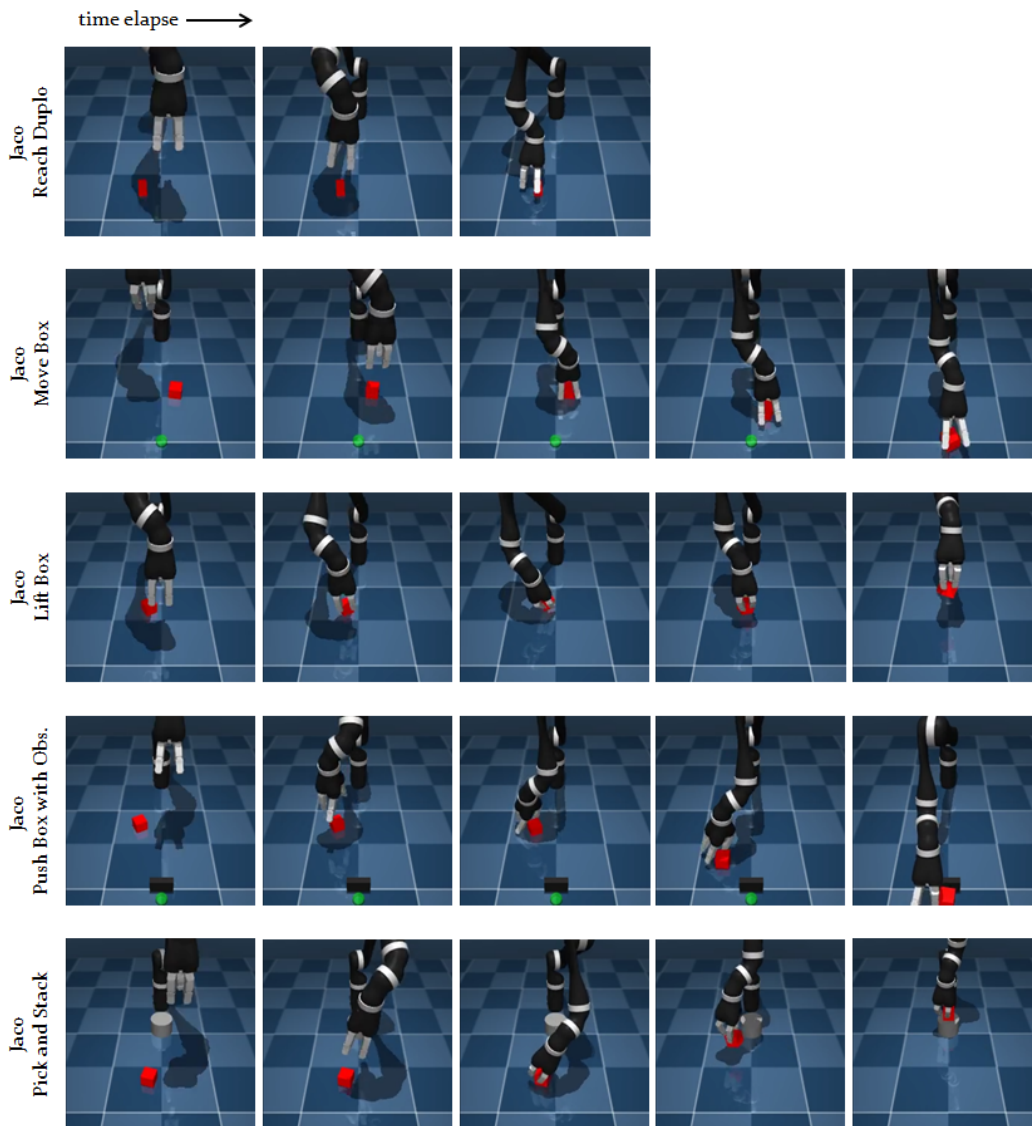 time elapse
Jaco
Reach Duplo
Jaco
Move Box
Jaco
Lift Box
Jaco
Push Box with Obs.
Jaco
Pick and Stack